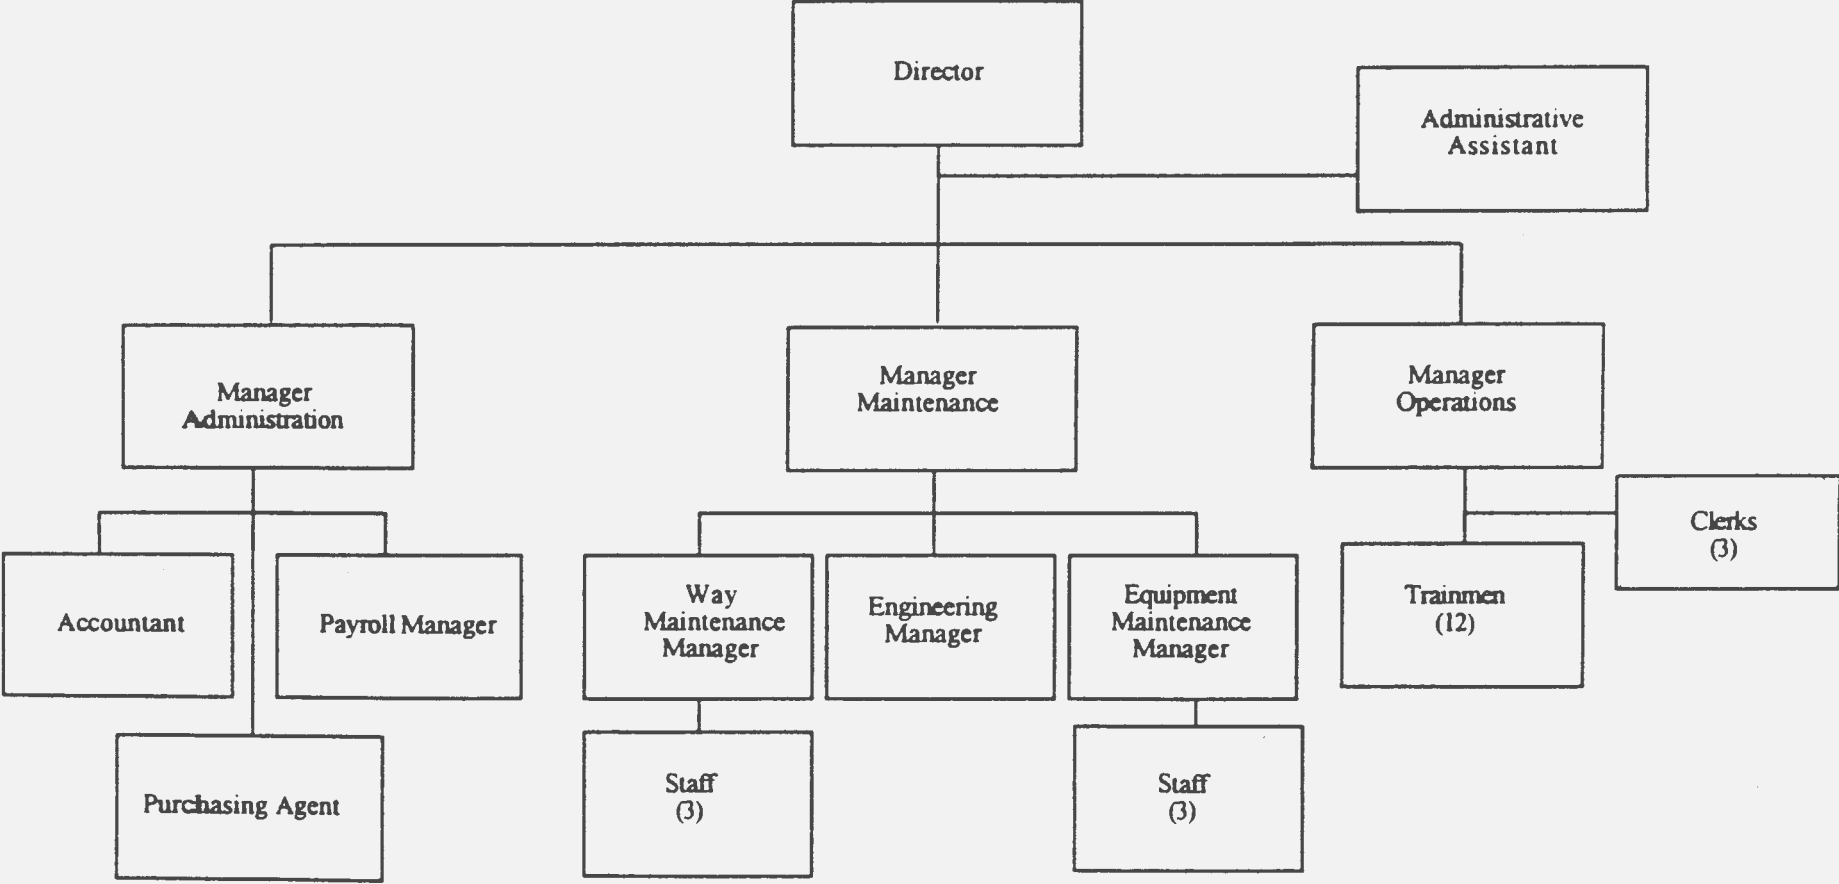 Director
Administrative
Assistant
Manager
Administration
Manager
Maintenance
Manager
Operations
Clerks
(3)
Accountant
Payroll Manager
Way
Maintenance
Manager
Engineering
Manager
Equipment
Maintenance
Manager
Trainmen
(12)
Purchasing Agent
Staff
(3)
Staff
(3)